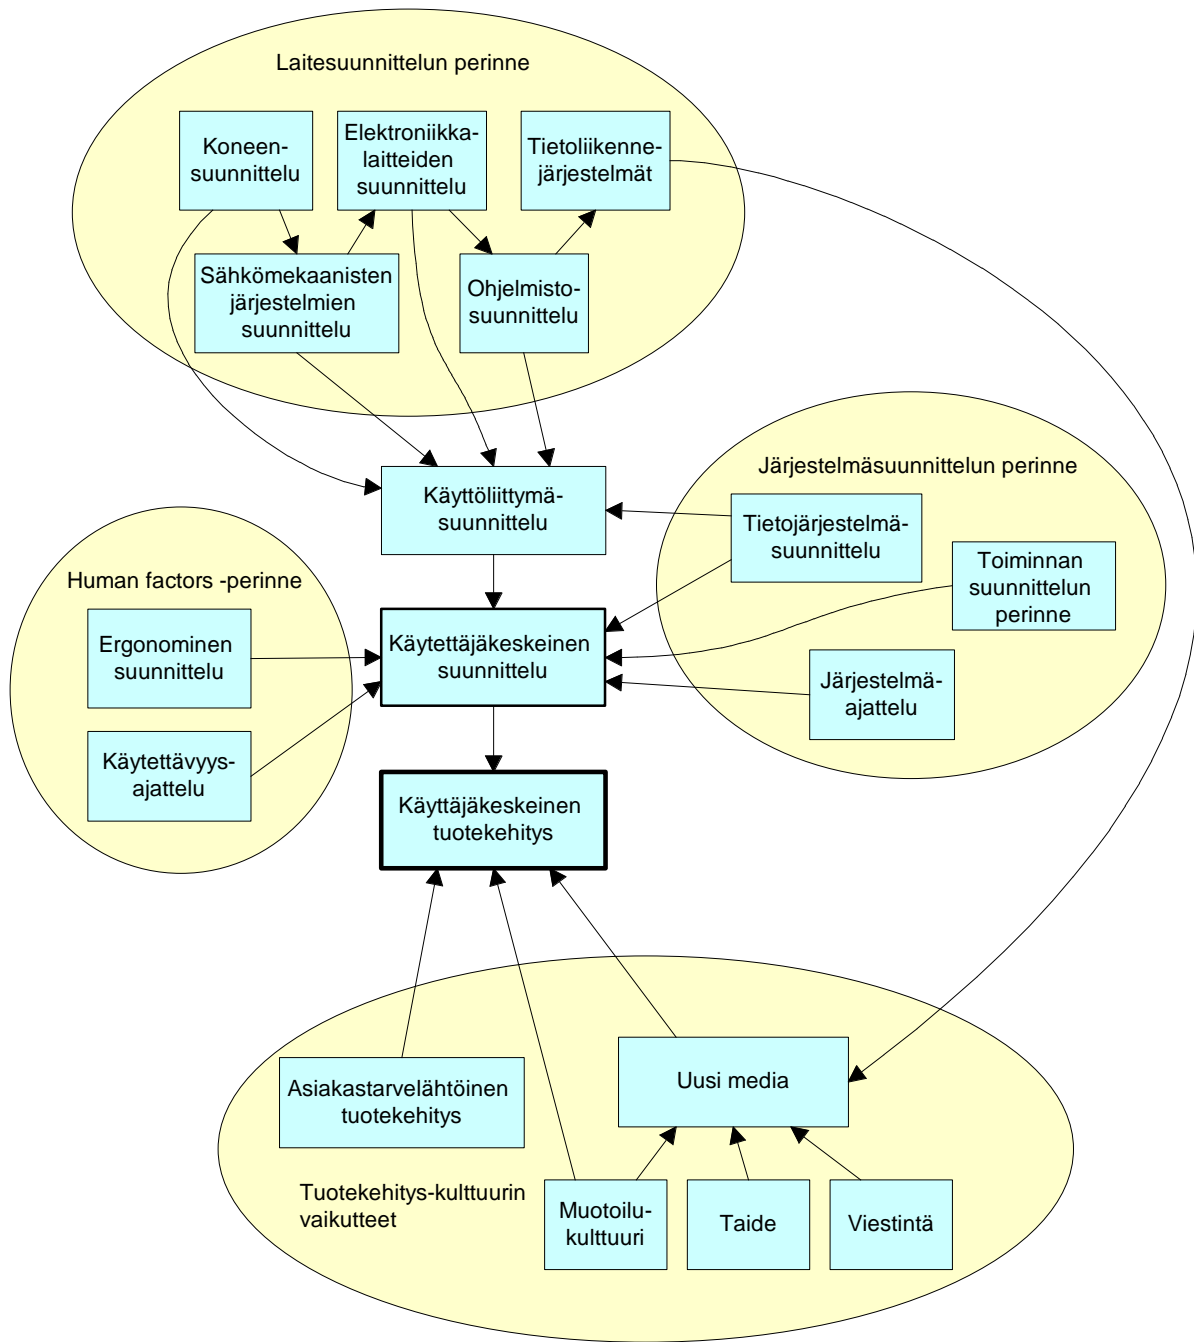 Laitesuunnittelun perinne
Koneen-
suunnittelu
Elektroniikka-
laitteiden
suunnittelu
Tietoliikenne-
järjestelmät
Sähkömekaanisten
järjestelmien
suunnittelu
Ohjelmisto-
suunnittelu
Käyttöliittymä-
suunnittelu
Järjestelmäsuunnittelun perinne
Tietojärjestelmä-
suunnittelu
Toiminnan
suunnittelun
perinne
Järjestelmä-
ajattelu
Human factors -perinne
Ergonominen
suunnittelu
Käytettävyys-
ajattelu
Käytettäjäkeskeinen
suunnittelu
Käyttäjäkeskeinen
tuotekehitys
Asiakastarvelähtöinen
tuotekehitys
Uusi media
Tuotekehitys-kulttuurin
vaikutteet
Muotoilu-
kulttuuri
Taide
Viestintä